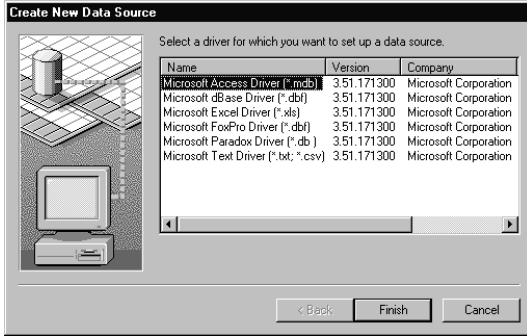 Create New Data Source
Select a driver for which you want to set up a data source.
Name Version Company
Microsoft Access Driver (*.mdb) 3.51.171300 Microsoft Corporation
Microsoft dBase Driver (*.dbf) 3.51.171300 Microsoft Corporation
Microsoft Excel Driver (*.xls) 3.51.171300 Microsoft Corporation
Microsoft FoxPro Driver (*.dbf) 3.51.171300 Microsoft Corporation
Microsoft Paradox Driver (*.db ) 3.51.171300 Microsoft Corporation
Microsoft Text Driver (*.txt; *.csv) 3.51.171300 Microsoft Corporation
< Back Finish Cancel